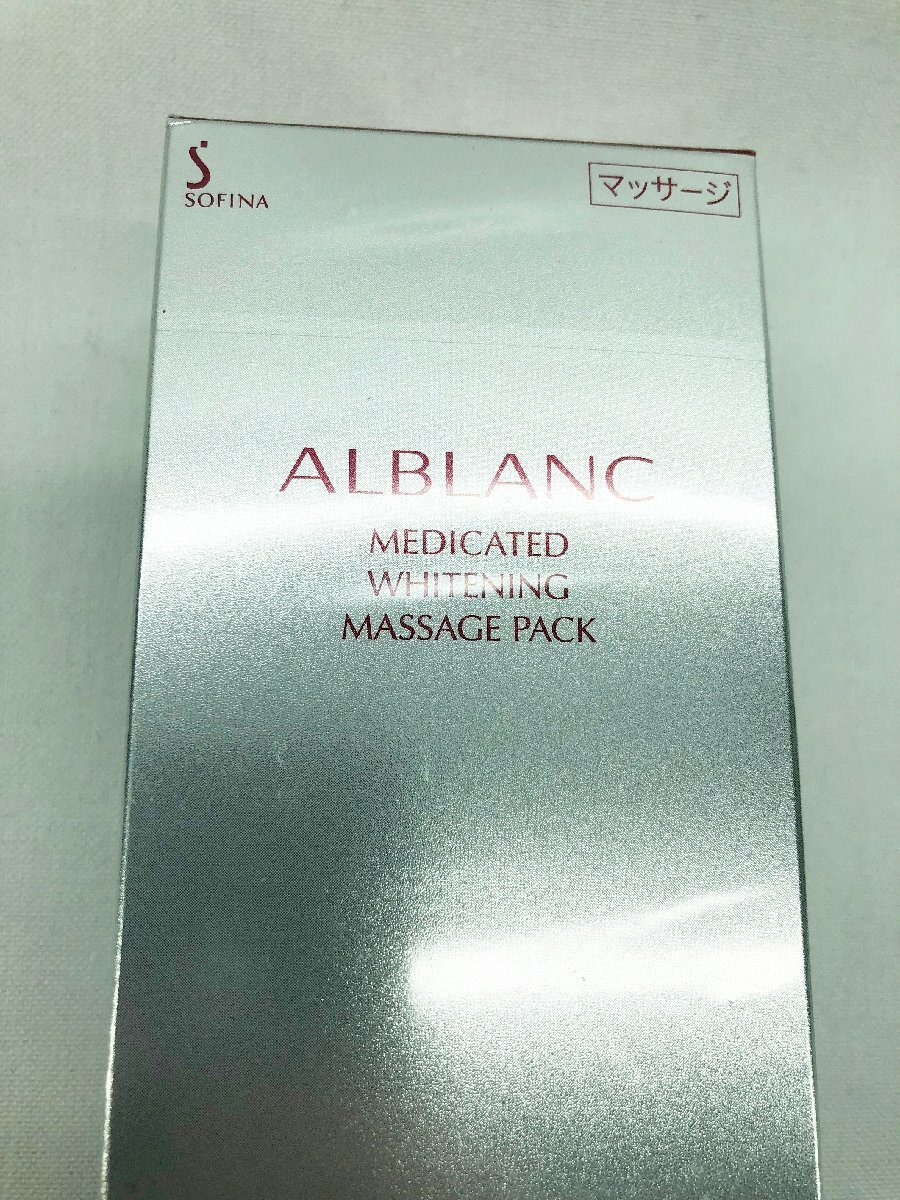 SOFINA
マッサージ
ALBLANC
MEDICATED
WHITENING
MASSAGE PACK